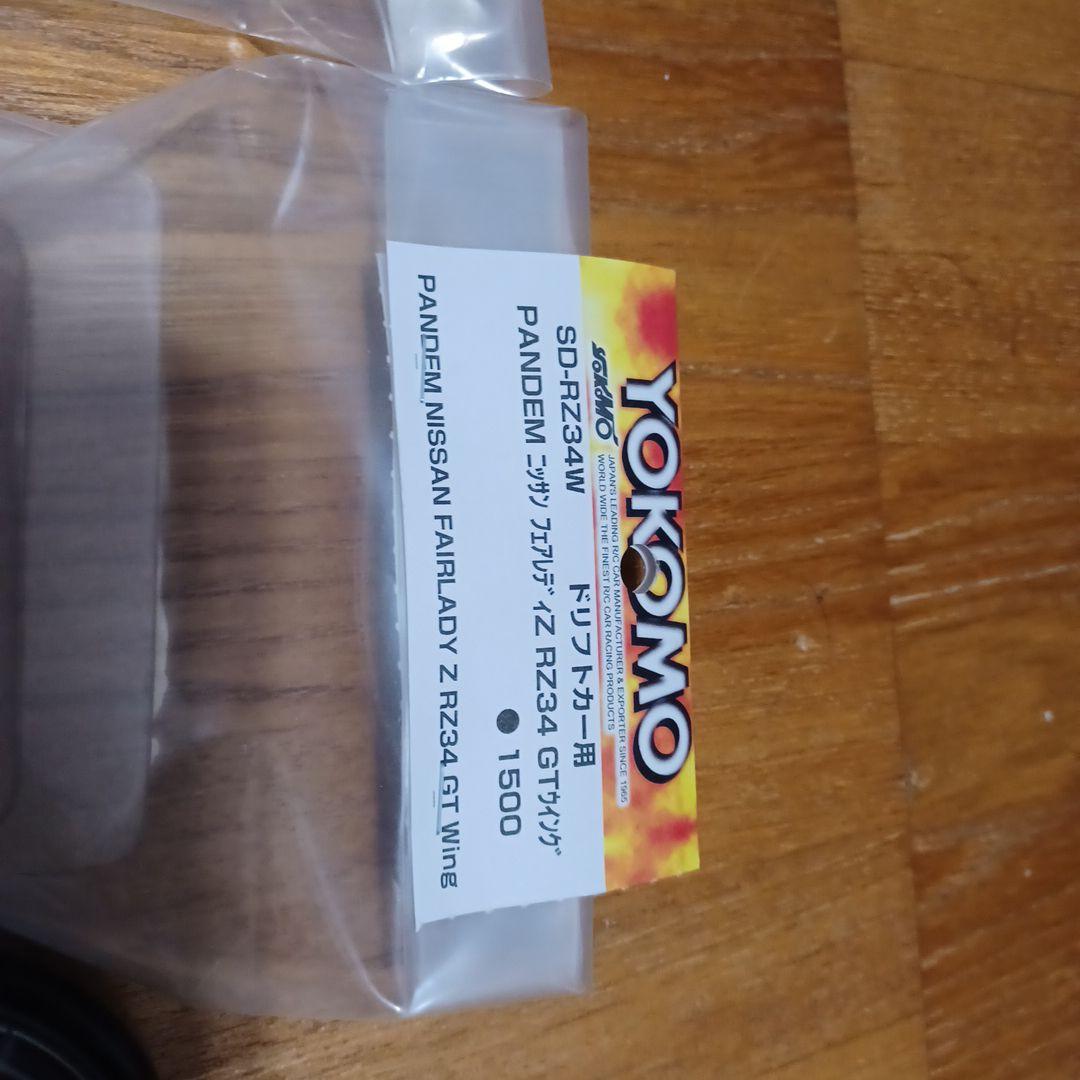 YOKOMO
YOKOMO
JAPAN'S LEADING R/C CAR MANUFACTURER & EXPORTER SINCE 1965
WORLD WIDE THE FINEST R/C CAR RACING PRODUCTS
SD-RZ34W ドリフトカー用
PANDEM ﾆｯｻﾝ ﾌｪｱﾚﾃﾞｨZ RZ34 GTｳｲﾝｸﾞ
●1500
PANDEM NISSAN FAIRLADY Z RZ34 GT Wing